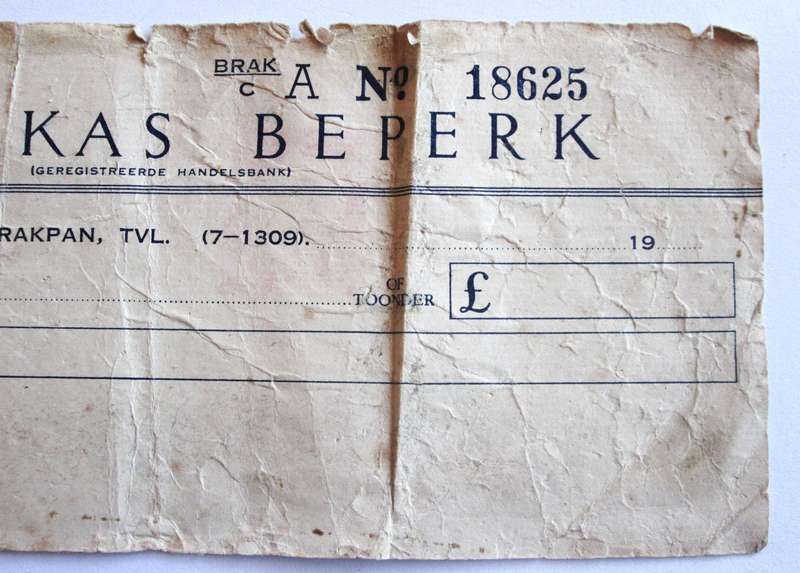 BRAK
C A No. 18625
KAS BEPERK
(GEREGISTREERDE HANDELSBANK)
RAKPAN, TVL. (7-1309). 19
OF
TOONDER £